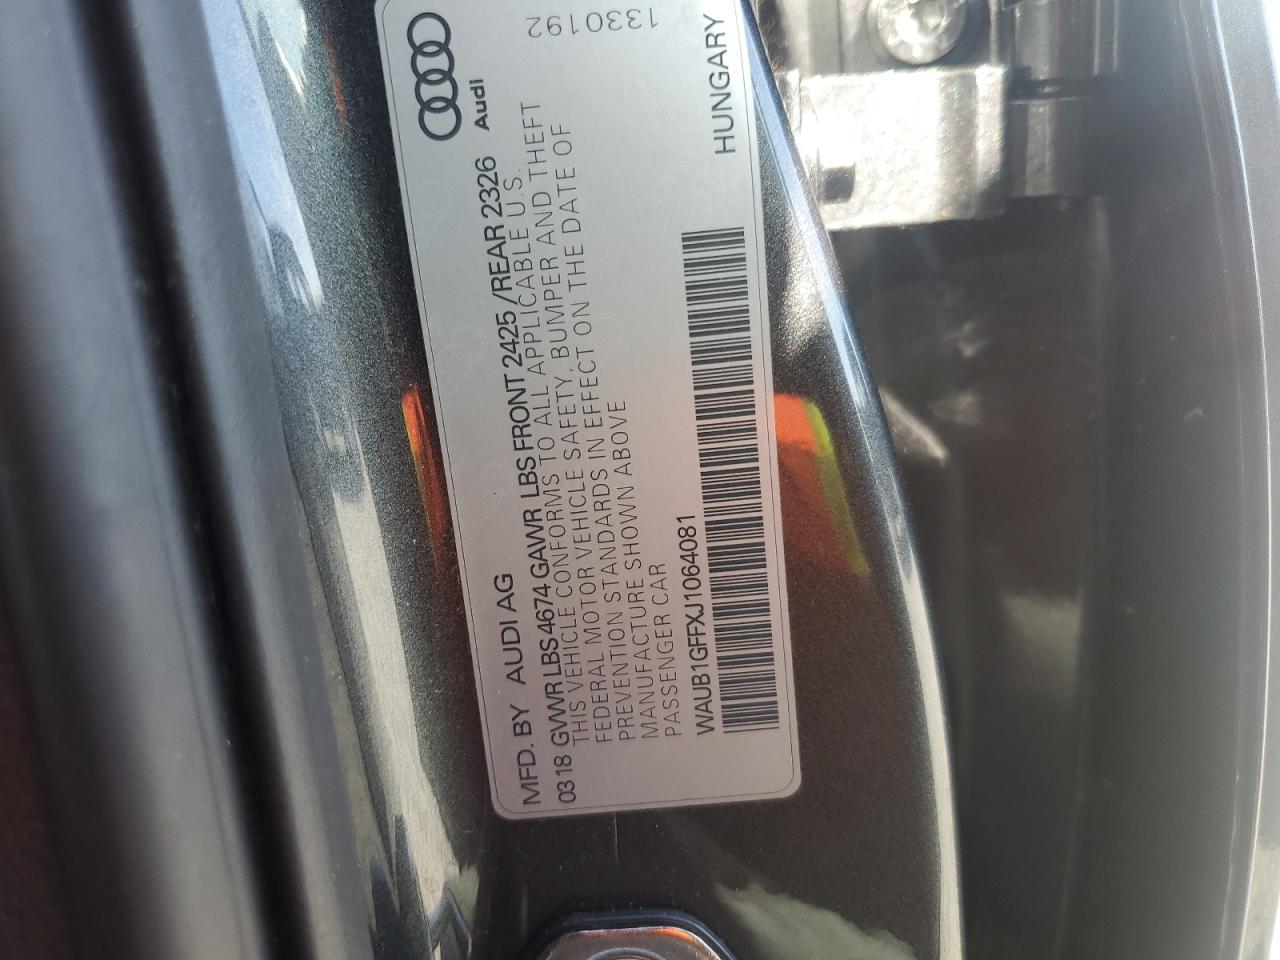 MFD. BY AUDI AG
Audi
0318 GVWR LBS 4674 GAWR LBS FRONT 2425 /REAR 2326
THIS VEHICLE CONFORMS TO ALL APPLICABLE U.S.
FEDERAL MOTOR VEHICLE SAFETY, BUMPER AND THEFT
PREVENTION STANDARDS IN EFFECT ON THE DATE OF
MANUFACTURE SHOWN ABOVE
PASSENGER CAR
WAUB1GFFXJ1064081
HUNGARY
1330192